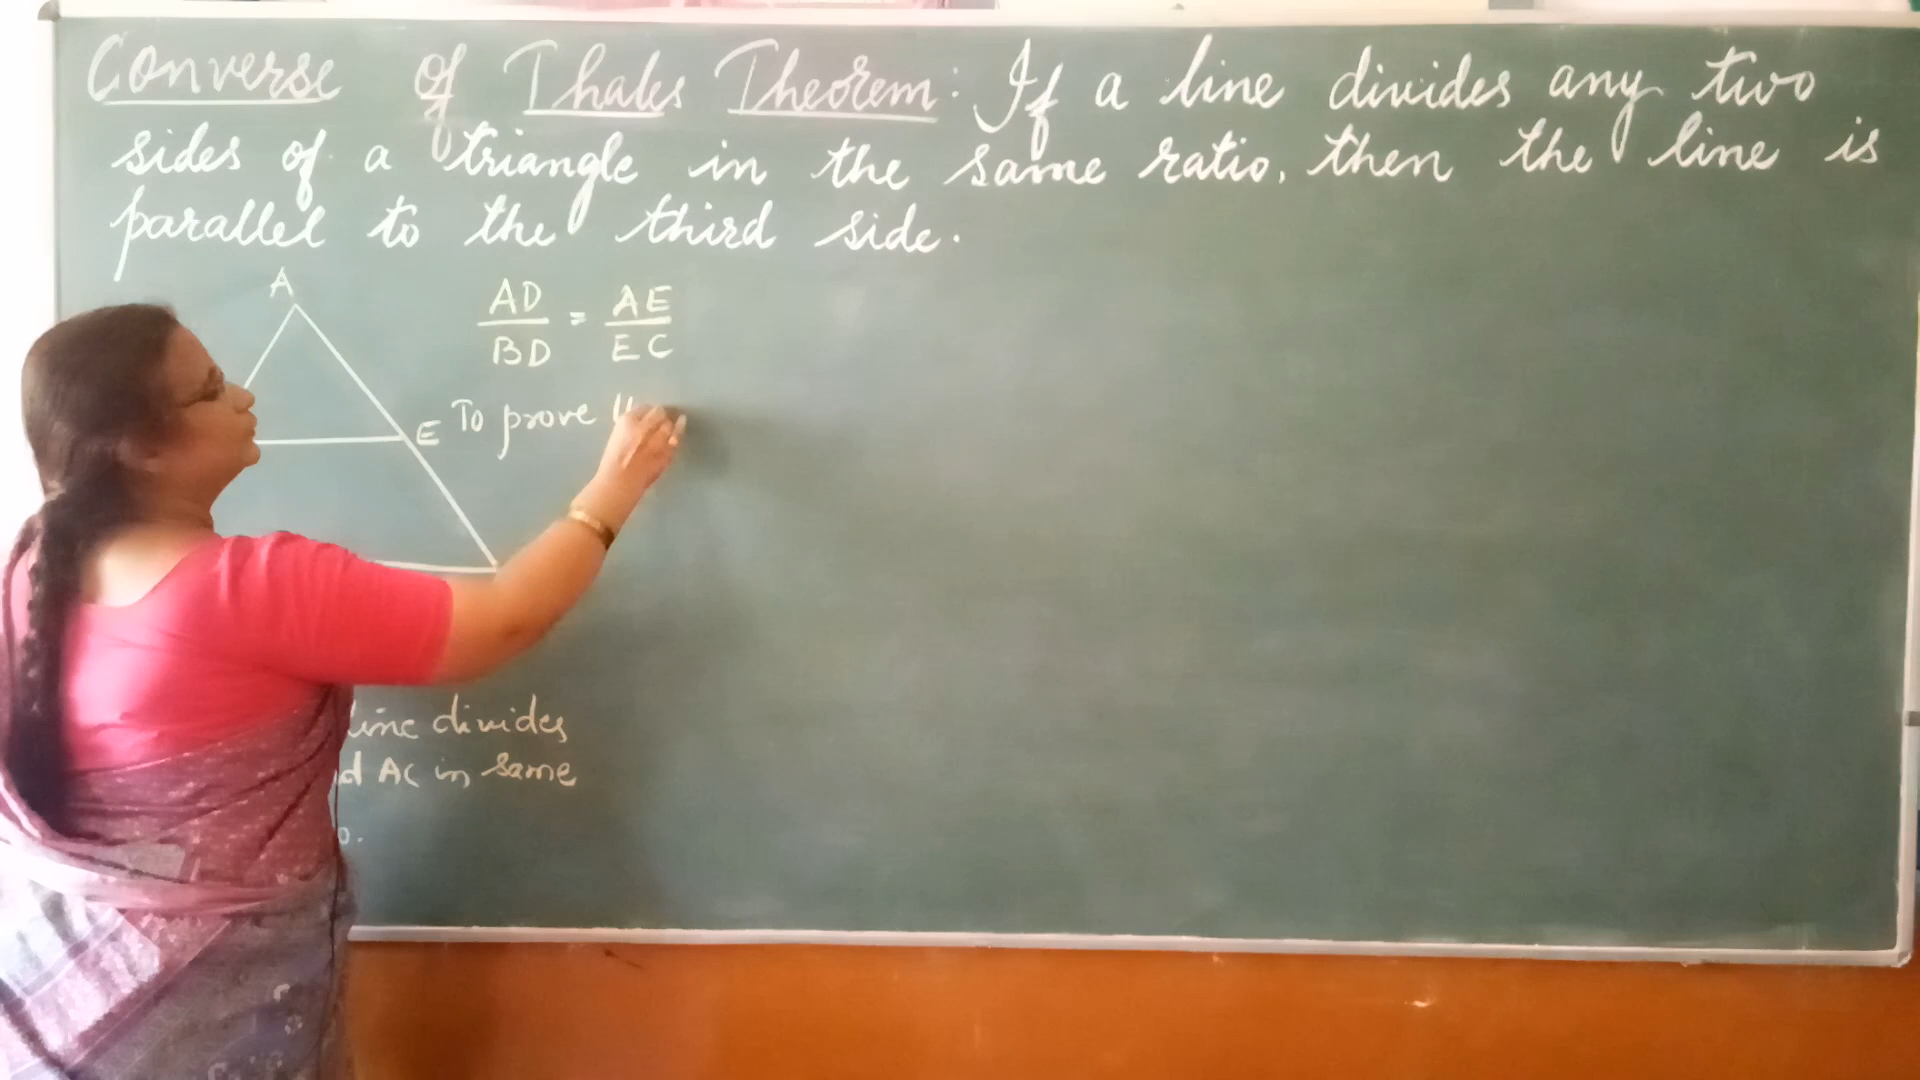 Converse of Thales Theorem: If a line divides any two
sides of a triangle in the same ratio, then the line is
parallel to the third side.
A
AD/BD = AE/EC
E
To prove
line divides
AC in same